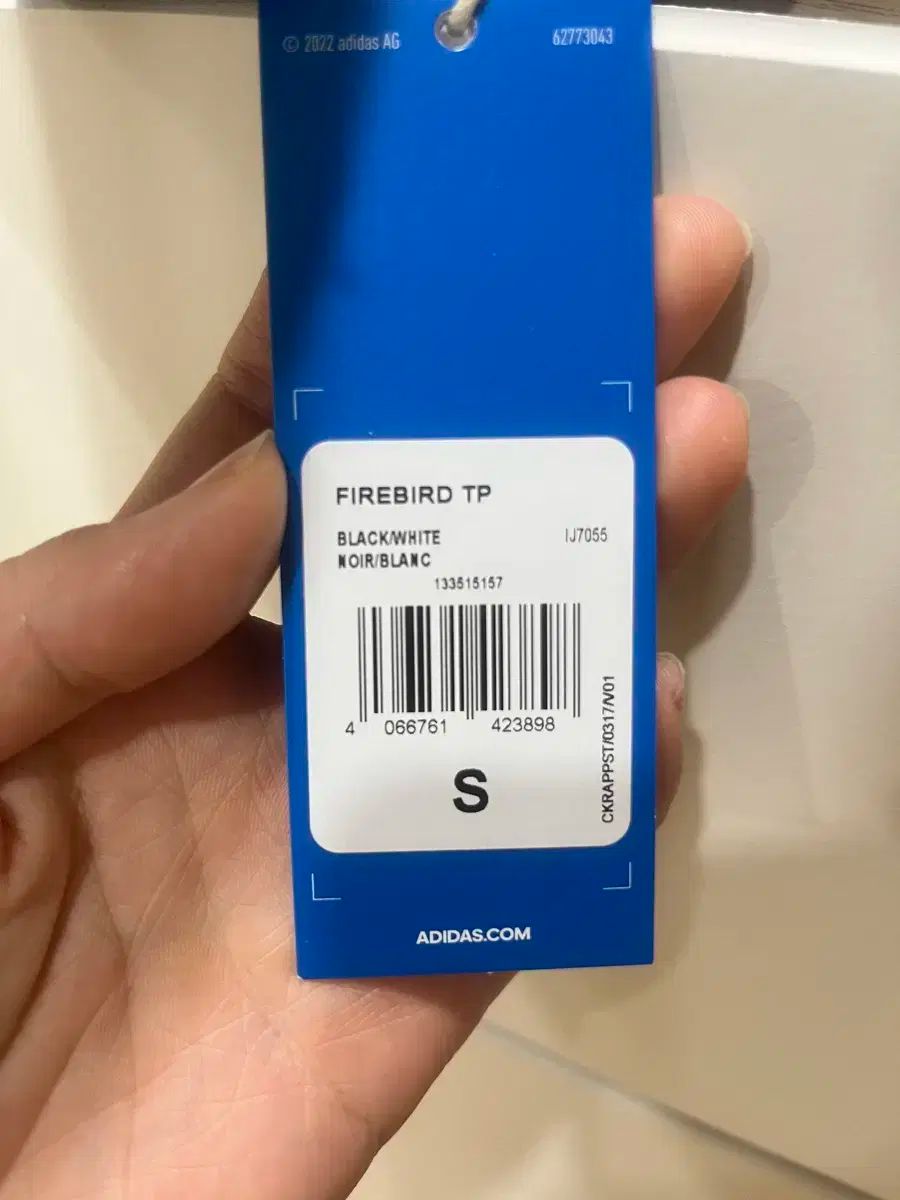 © 2022 adidas AG 62773043
FIREBIRD TP
BLACK/WHITE IJ7055
NOIR/BLANC
133515157
4 066761 423898
S
CKRAPPST/0317/V01
ADIDAS.COM